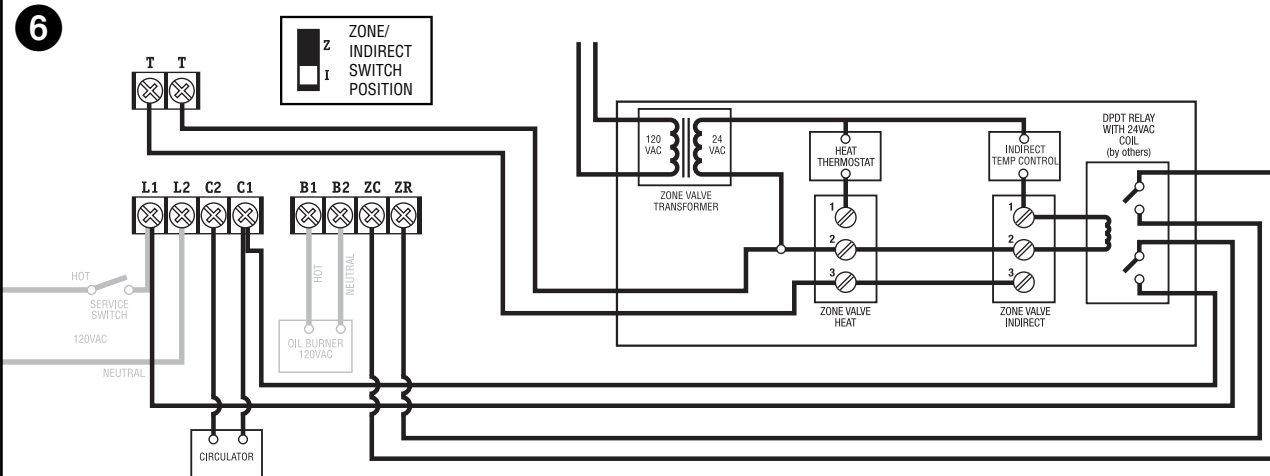 6
ZONE/
INDIRECT
SWITCH
POSITION
Z
I
T T
L1 L2 C2 C1 B1 B2 ZC ZR
HOT
SERVICE
SWITCH
120VAC
NEUTRAL
HOT
NEUTRAL
OIL BURNER
120VAC
CIRCULATOR
120
VAC
24
VAC
ZONE VALVE
TRANSFORMER
HEAT
THERMOSTAT
1
2
3
ZONE VALVE
HEAT
INDIRECT
TEMP CONTROL
1
2
3
ZONE VALVE
INDIRECT
DPDT RELAY
WITH 24VAC
COIL
(by others)